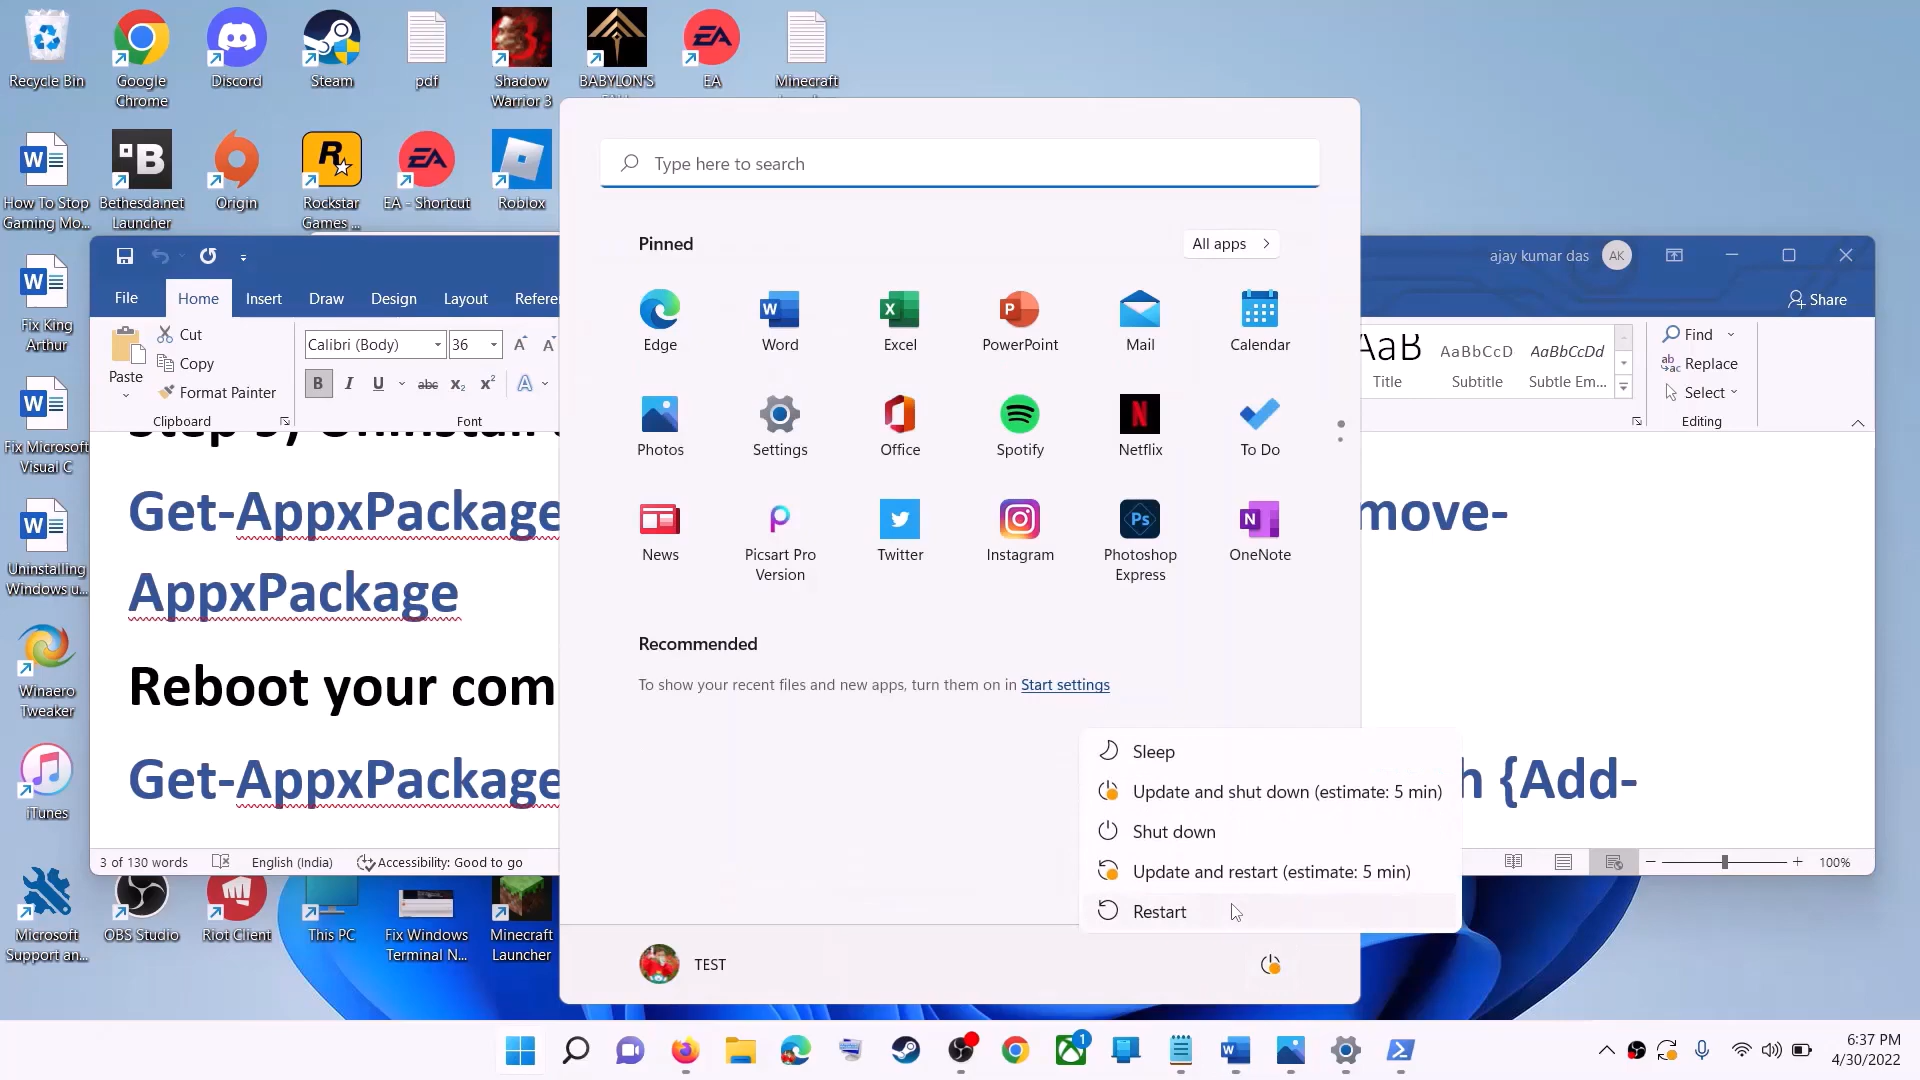 Recycle Bin
Google
Chrome
Discord
Steam
pdf
Shadow
Warrior 3
BABYLON'S
EA
Minecraft
How To Stop
Gaming Mo...
Bethesda.net
Launcher
Origin
Rockstar
Games ...
EA - Shortcut
Roblox
Fix King
Arthur
Fix Microsoft
Visual C
Uninstalling
Windows u...
Winaero
Tweaker
iTunes
Microsoft
Support an...
OBS Studio
Riot Client
This PC
Fix Windows
Terminal N...
Minecraft
Launcher
ajay kumar das
AK
File
Home
Insert
Draw
Design
Layout
Refere
Share
Paste
Cut
Copy
Format Painter
Clipboard
Calibri (Body)
36
B
I
U
abc
x2
x2
A
Font
AaB
Title
AaBbCcD
Subtitle
AaBbCcDd
Subtle Em...
Find
Replace
Select
Editing
Step 5) Uninstall
Get-AppxPackage
move-
AppxPackage
Reboot your com
Get-AppxPackage
h {Add-
3 of 130 words
English (India)
Accessibility: Good to go
100%
Type here to search
Pinned
All apps
Edge
Word
Excel
PowerPoint
Mail
Calendar
Photos
Settings
Office
Spotify
Netflix
To Do
News
Picsart Pro
Version
Twitter
Instagram
Photoshop
Express
OneNote
Recommended
To show your recent files and new apps, turn them on in Start settings
Sleep
Update and shut down (estimate: 5 min)
Shut down
Update and restart (estimate: 5 min)
Restart
TEST
1
6:37 PM
4/30/2022